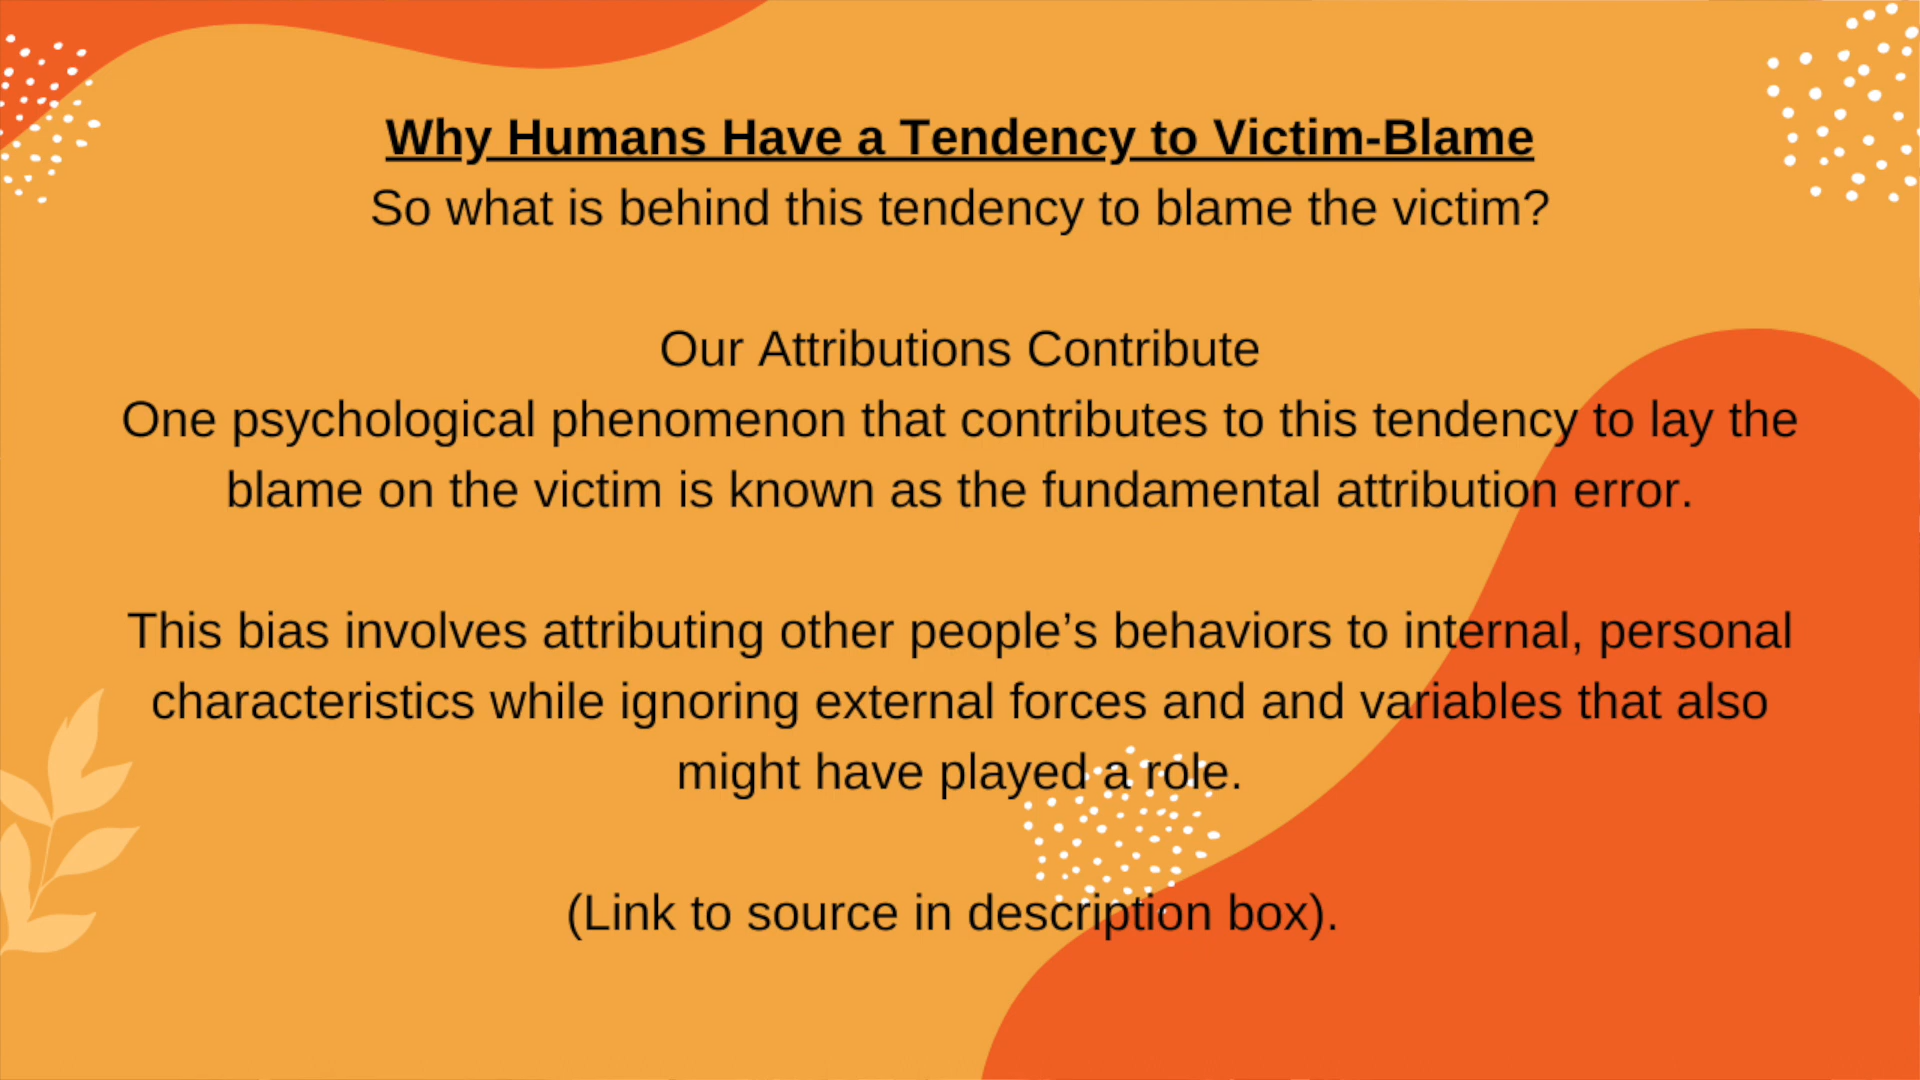 Why Humans Have a Tendency to Victim-Blame
So what is behind this tendency to blame the victim?
Our Attributions Contribute
One psychological phenomenon that contributes to this tendency to lay the
blame on the victim is known as the fundamental attribution error.
This bias involves attributing other people’s behaviors to internal, personal
characteristics while ignoring external forces and and variables that also
might have played a role.
(Link to source in description box).